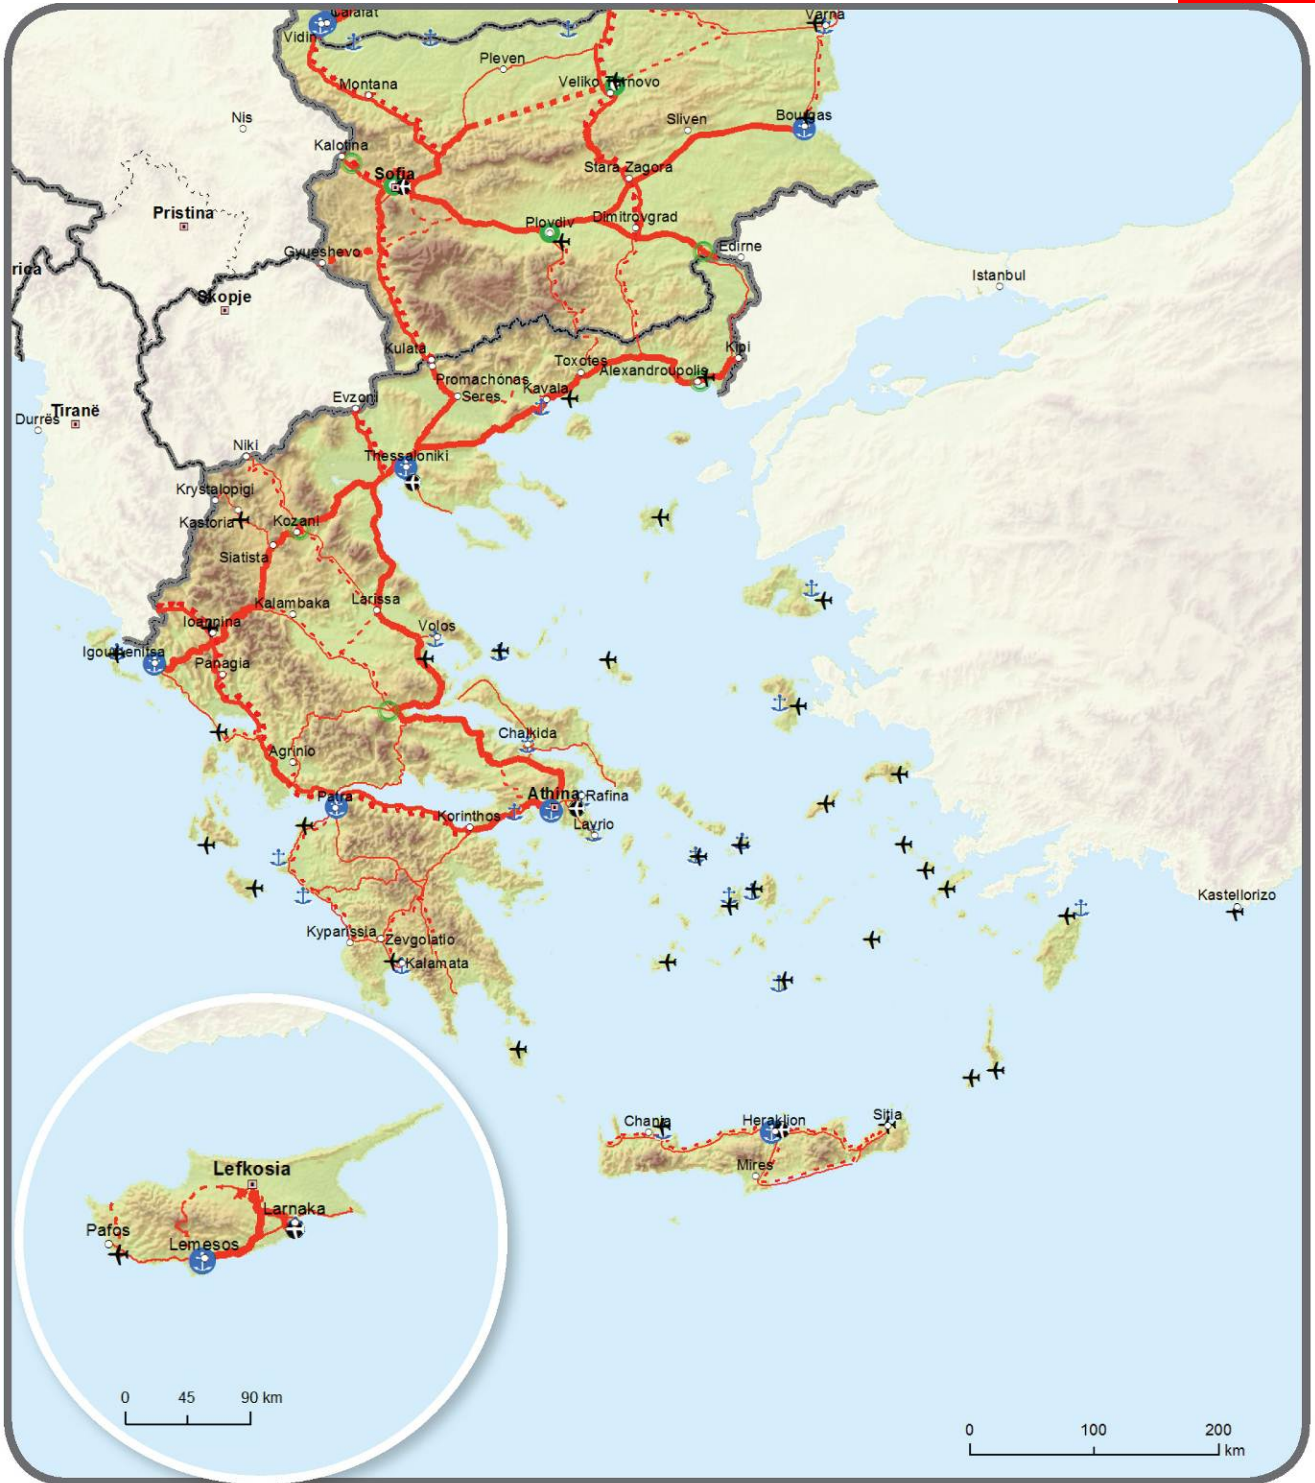 Calafat
Varna
Vidin
Pleven
Montana
Veliko Tarnovo
Nis
Sliven
Bourgas
Kalotina
Sofia
Stara Zagora
Pristina
Plovdiv
Dimitrovgrad
Gyueshevo
Edirne
rica
Istanbul
Skopje
Kulata
Kipi
Toxotes
Alexandroupolis
Promachónas
Evzoni
Seres
Kavala
Tiranë
Durrës
Niki
Thessaloniki
Krystalopigi
Kastoria
Kozani
Siatista
Kalambaka
Larissa
Ioannina
Volos
Igoumenitsa
Panagia
Chalkida
Agrinio
Patra
Athina
Rafina
Korinthos
Lavrio
Kastellorizo
Kyparissia
Zevgolatio
Kalamata
Chania
Heraklion
Sitia
Mires
Lefkosia
Larnaka
Pafos
Lemesos
0 45 90 km
0 100 200
km